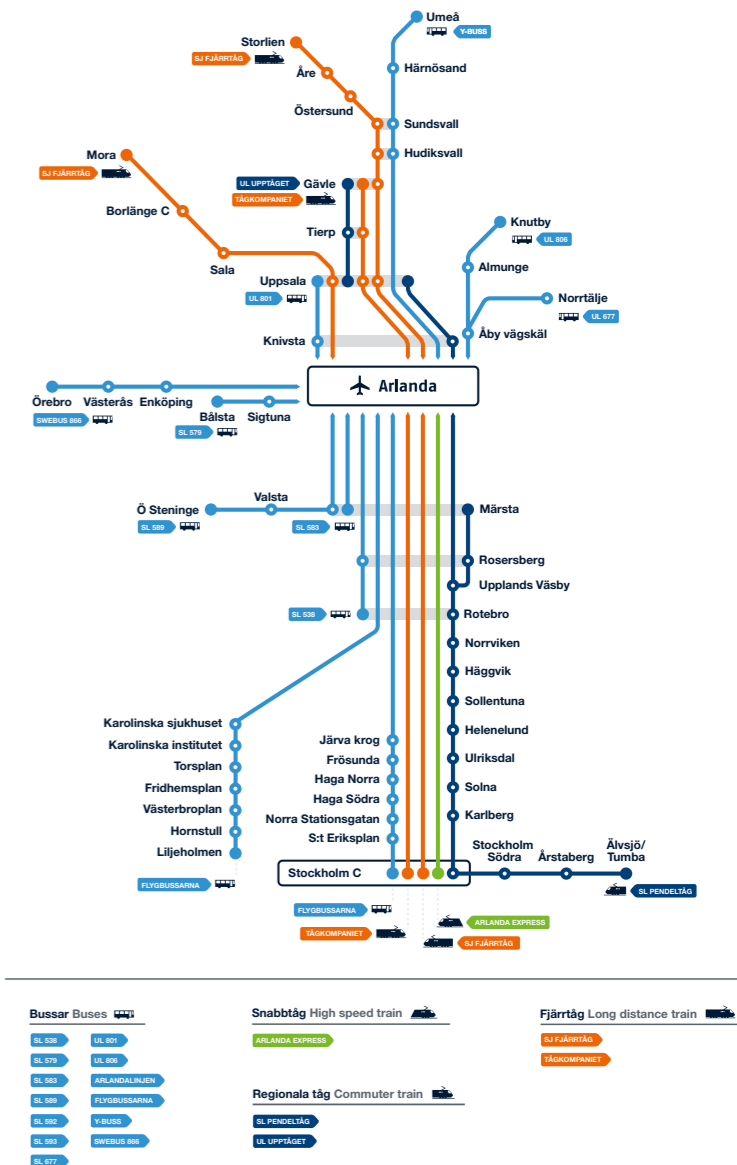 Umeå
Y-BUSS
Storlien
SJ FJÄRRTÅG
Åre
Härnösand
Östersund
Sundsvall
Hudiksvall
Mora
SJ FJÄRRTÅG
UL UPPTÅGET
Gävle
TÅGKOMPANIET
Borlänge C
Knutby
UL 806
Tierp
Sala
Almunge
Uppsala
UL 801
Norrtälje
UL 677
Knivsta
Åby vägskäl
Arlanda
Örebro
Västerås
Enköping
SWEBUS 866
Bålsta
Sigtuna
SL 579
Valsta
Ö Steninge
SL 589
SL 583
Märsta
Rosersberg
Upplands Väsby
SL 538
Rotebro
Norrviken
Häggvik
Sollentuna
Helenelund
Ulriksdal
Solna
Karlberg
Karolinska sjukhuset
Karolinska institutet
Torsplan
Fridhemsplan
Västerbroplan
Hornstull
Liljeholmen
FLYGBUSSARNA
Järva krog
Frösunda
Haga Norra
Haga Södra
Norra Stationsgatan
S:t Eriksplan
Stockholm C
Stockholm
Södra
Årstaberg
Älvsjö/
Tumba
SL PENDELTÅG
FLYGBUSSARNA
ARLANDA EXPRESS
TÅGKOMPANIET
SJ FJÄRRTÅG
Bussar Buses
SL 538
UL 801
SL 579
UL 806
SL 583
ARLANDALINJEN
SL 589
FLYGBUSSARNA
SL 592
Y-BUSS
SL 593
SWEBUS 866
SL 677
Snabbtåg High speed train
ARLANDA EXPRESS
Regionala tåg Commuter train
SL PENDELTÅG
UL UPPTÅGET
Fjärrtåg Long distance train
SJ FJÄRRTÅG
TÅGKOMPANIET